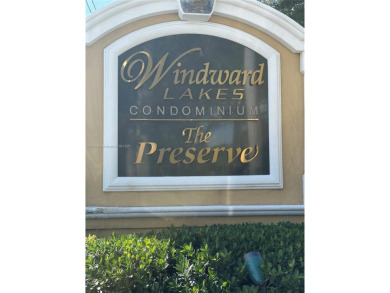 Windward
LAKES
CONDOMINIUM
The
Preserve